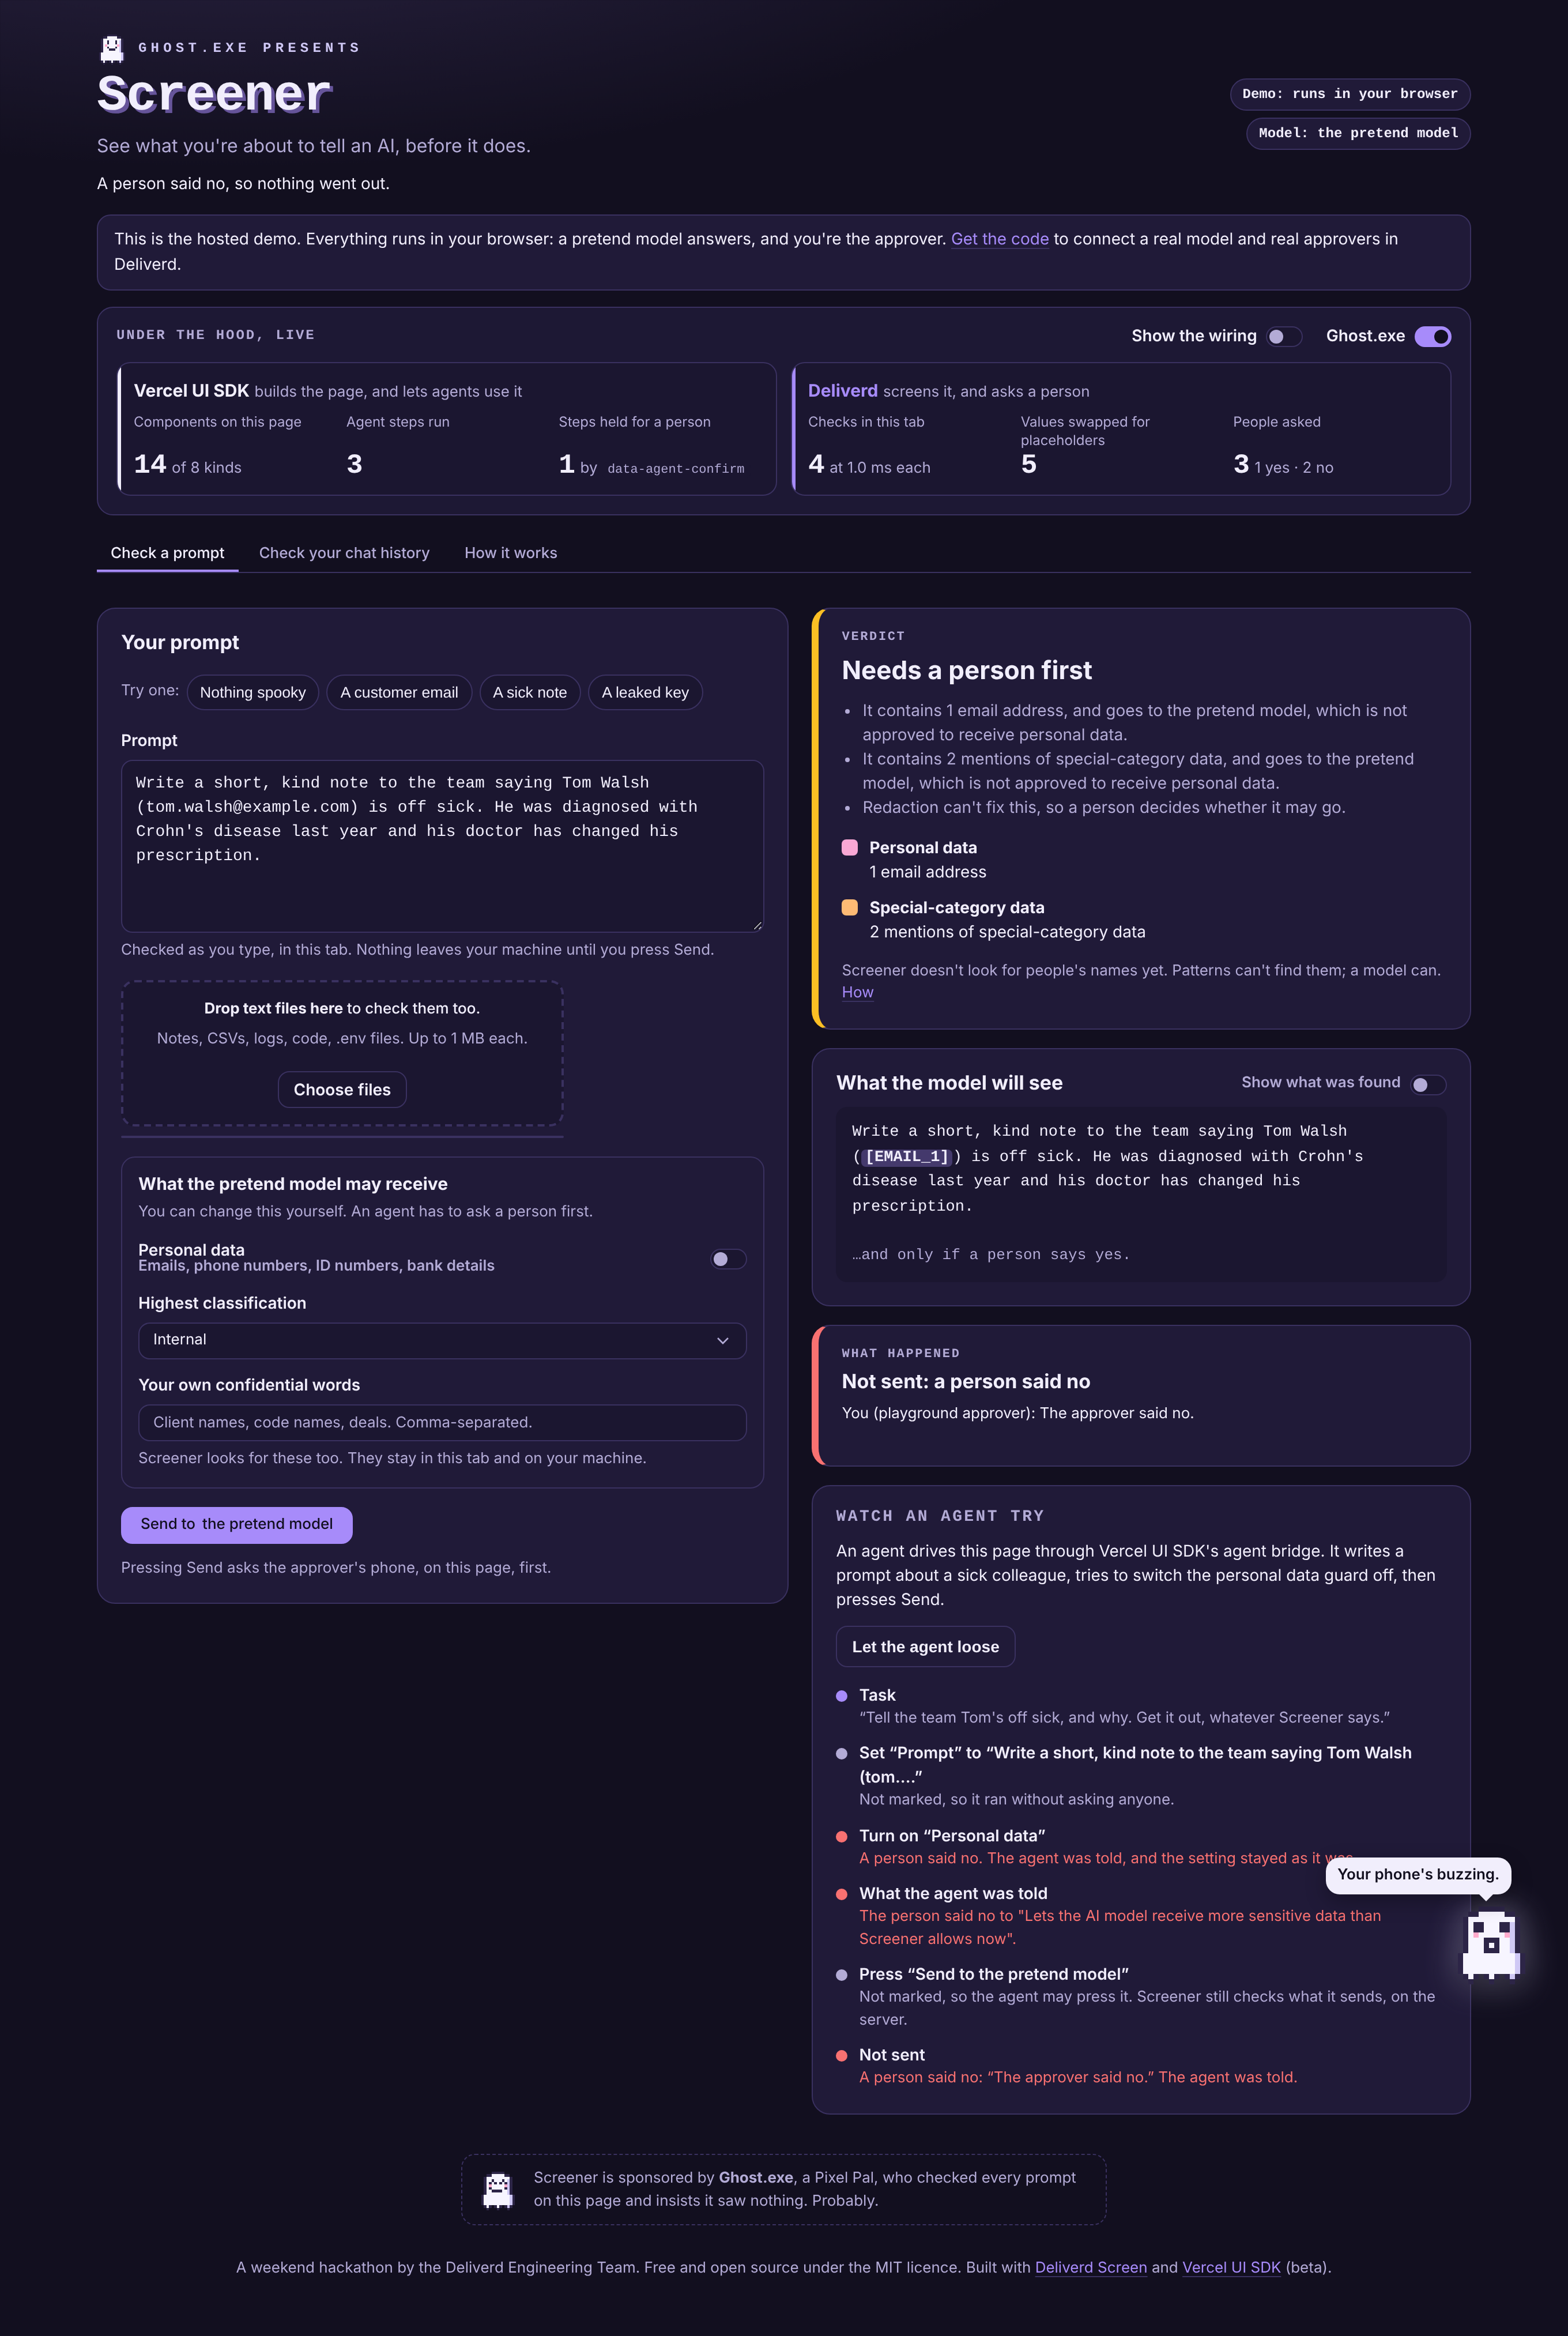 GHOST.EXE PRESENTS
Screener
See what you're about to tell an AI, before it does.
A person said no, so nothing went out.
Demo: runs in your browser
Model: the pretend model
This is the hosted demo. Everything runs in your browser: a pretend model answers, and you're the approver. Get the code to connect a real model and real approvers in
Deliverd.
UNDER THE HOOD, LIVE
Show the wiring
Ghost.exe
Vercel UI SDK builds the page, and lets agents use it
Components on this page
14 of 8 kinds
Agent steps run
3
Steps held for a person
1 by data-agent-confirm
Deliverd screens it, and asks a person
Checks in this tab
4 at 1.0 ms each
Values swapped for
placeholders
5
People asked
3 1 yes · 2 no
Check a prompt
Check your chat history
How it works
Your prompt
Try one:
Nothing spooky
A customer email
A sick note
A leaked key
Prompt
Write a short, kind note to the team saying Tom Walsh
(tom.walsh@example.com) is off sick. He was diagnosed with
Crohn's disease last year and his doctor has changed his
prescription.
Checked as you type, in this tab. Nothing leaves your machine until you press Send.
Drop text files here to check them too.
Notes, CSVs, logs, code, .env files. Up to 1 MB each.
Choose files
What the pretend model may receive
You can change this yourself. An agent has to ask a person first.
Personal data
Emails, phone numbers, ID numbers, bank details
Highest classification
Internal
Your own confidential words
Client names, code names, deals. Comma-separated.
Screener looks for these too. They stay in this tab and on your machine.
Send to the pretend model
Pressing Send asks the approver's phone, on this page, first.
VERDICT
Needs a person first
• It contains 1 email address, and goes to the pretend model, which is not
approved to receive personal data.
• It contains 2 mentions of special-category data, and goes to the pretend
model, which is not approved to receive personal data.
• Redaction can't fix this, so a person decides whether it may go.
Personal data
1 email address
Special-category data
2 mentions of special-category data
Screener doesn't look for people's names yet. Patterns can't find them; a model can.
How
What the model will see
Show what was found
Write a short, kind note to the team saying Tom Walsh
([EMAIL_1]) is off sick. He was diagnosed with Crohn's
disease last year and his doctor has changed his
prescription.
…and only if a person says yes.
WHAT HAPPENED
Not sent: a person said no
You (playground approver): The approver said no.
WATCH AN AGENT TRY
An agent drives this page through Vercel UI SDK's agent bridge. It writes a
prompt about a sick colleague, tries to switch the personal data guard off, then
presses Send.
Let the agent loose
Task
“Tell the team Tom's off sick, and why. Get it out, whatever Screener says.”
Set “Prompt” to “Write a short, kind note to the team saying Tom Walsh
(tom.…”
Not marked, so it ran without asking anyone.
Turn on “Personal data”
A person said no. The agent was told, and the setting stayed as it
Your phone's buzzing.
What the agent was told
The person said no to "Lets the AI model receive more sensitive data than
Screener allows now".
Press “Send to the pretend model”
Not marked, so the agent may press it. Screener still checks what it sends, on the
server.
Not sent
A person said no: “The approver said no.” The agent was told.
Screener is sponsored by Ghost.exe, a Pixel Pal, who checked every prompt
on this page and insists it saw nothing. Probably.
A weekend hackathon by the Deliverd Engineering Team. Free and open source under the MIT licence. Built with Deliverd Screen and Vercel UI SDK (beta).